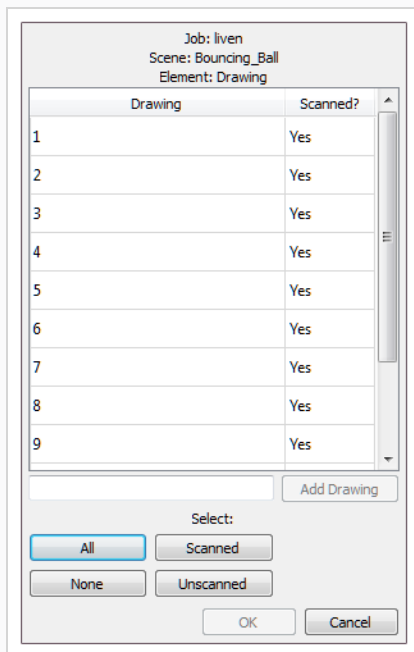 Job: liven
Scene: Bouncing_Ball
Element: Drawing
Drawing Scanned?
1 Yes
2 Yes
3 Yes
4 Yes
5 Yes
6 Yes
7 Yes
8 Yes
9 Yes
Add Drawing
Select:
All Scanned
None Unscanned
OK Cancel